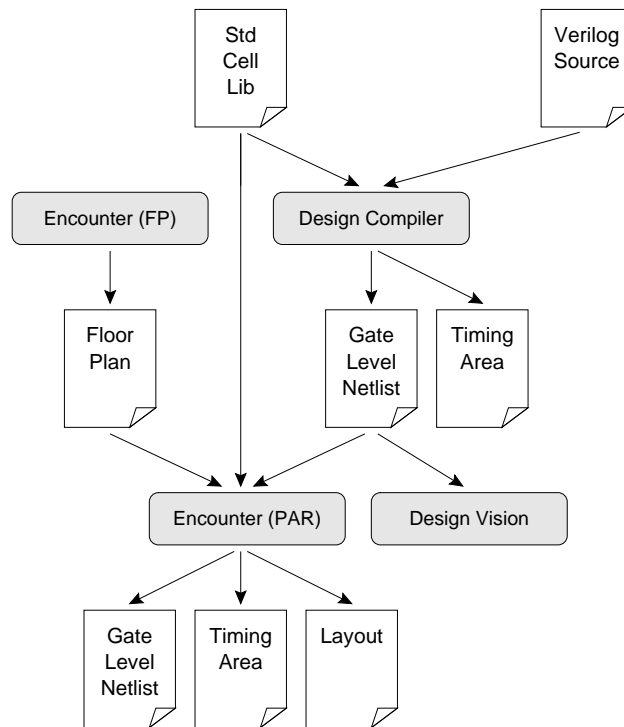 Std
Cell
Lib
Verilog
Source
Encounter (FP)
Design Compiler
Floor
Plan
Gate
Level
Netlist
Timing
Area
Encounter (PAR)
Design Vision
Gate
Level
Netlist
Timing
Area
Layout